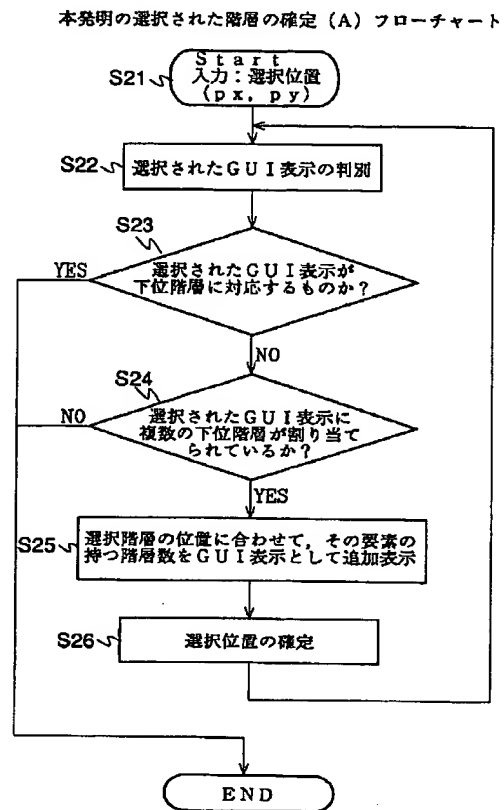 本発明の選択された階層の確定(A)フローチャート
S21
Start
入力:選択位置
(px, py)
S22
選択されたGUI表示の判別
S23
YES
選択されたGUI表示が
下位階層に対応するものか?
NO
S24
NO
選択されたGUI表示に
複数の下位階層が割り当て
られているか?
YES
S25
選択階層の位置に合わせて,その要素の
持つ階層数をGUI表示として追加表示
S26
選択位置の確定
END